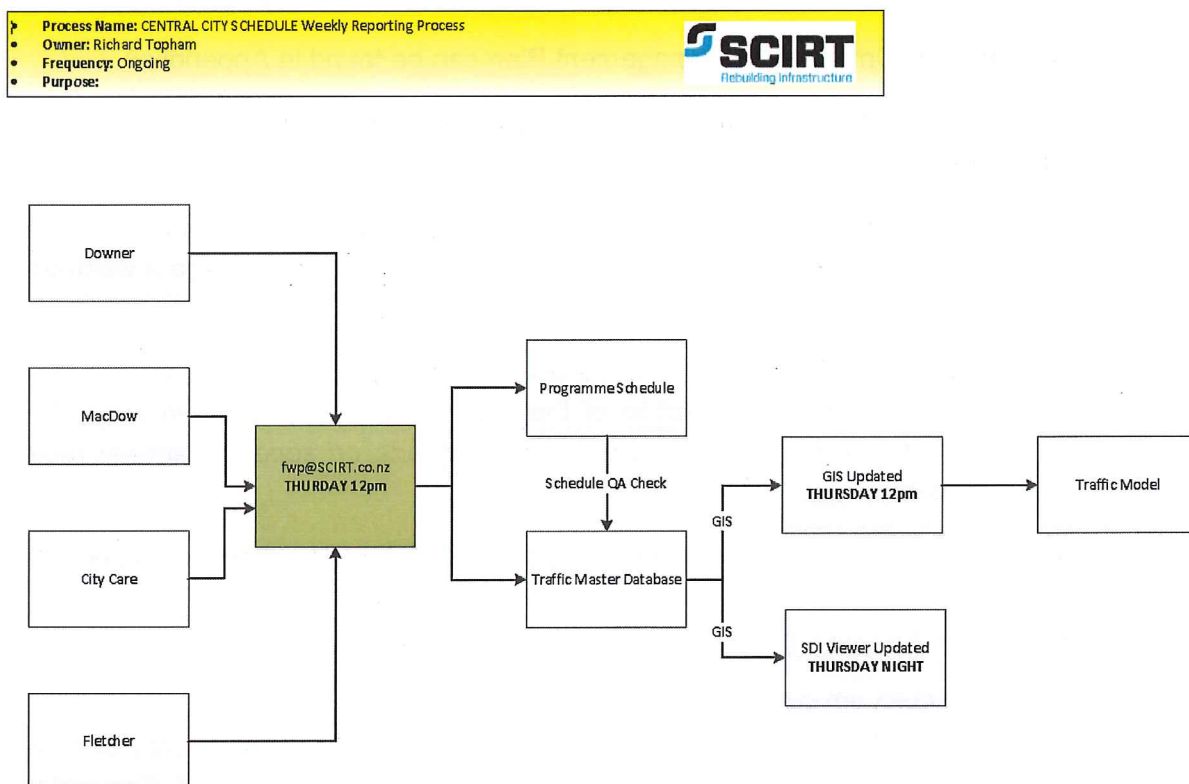 Process Name: CENTRAL CITY SCHEDULE Weekly Reporting Process
Owner: Richard Topham
Frequency: Ongoing
Purpose:
SCIRT
Rebuilding Infrastructure
Downer
MacDow
City Care
Fletcher
fwp@SCIRT.co.nz
THURDAY 12pm
Programme Schedule
Schedule QA Check
Traffic Master Database
GIS
GIS
GIS Updated
THURSDAY 12pm
SDI Viewer Updated
THURSDAY NIGHT
Traffic Model